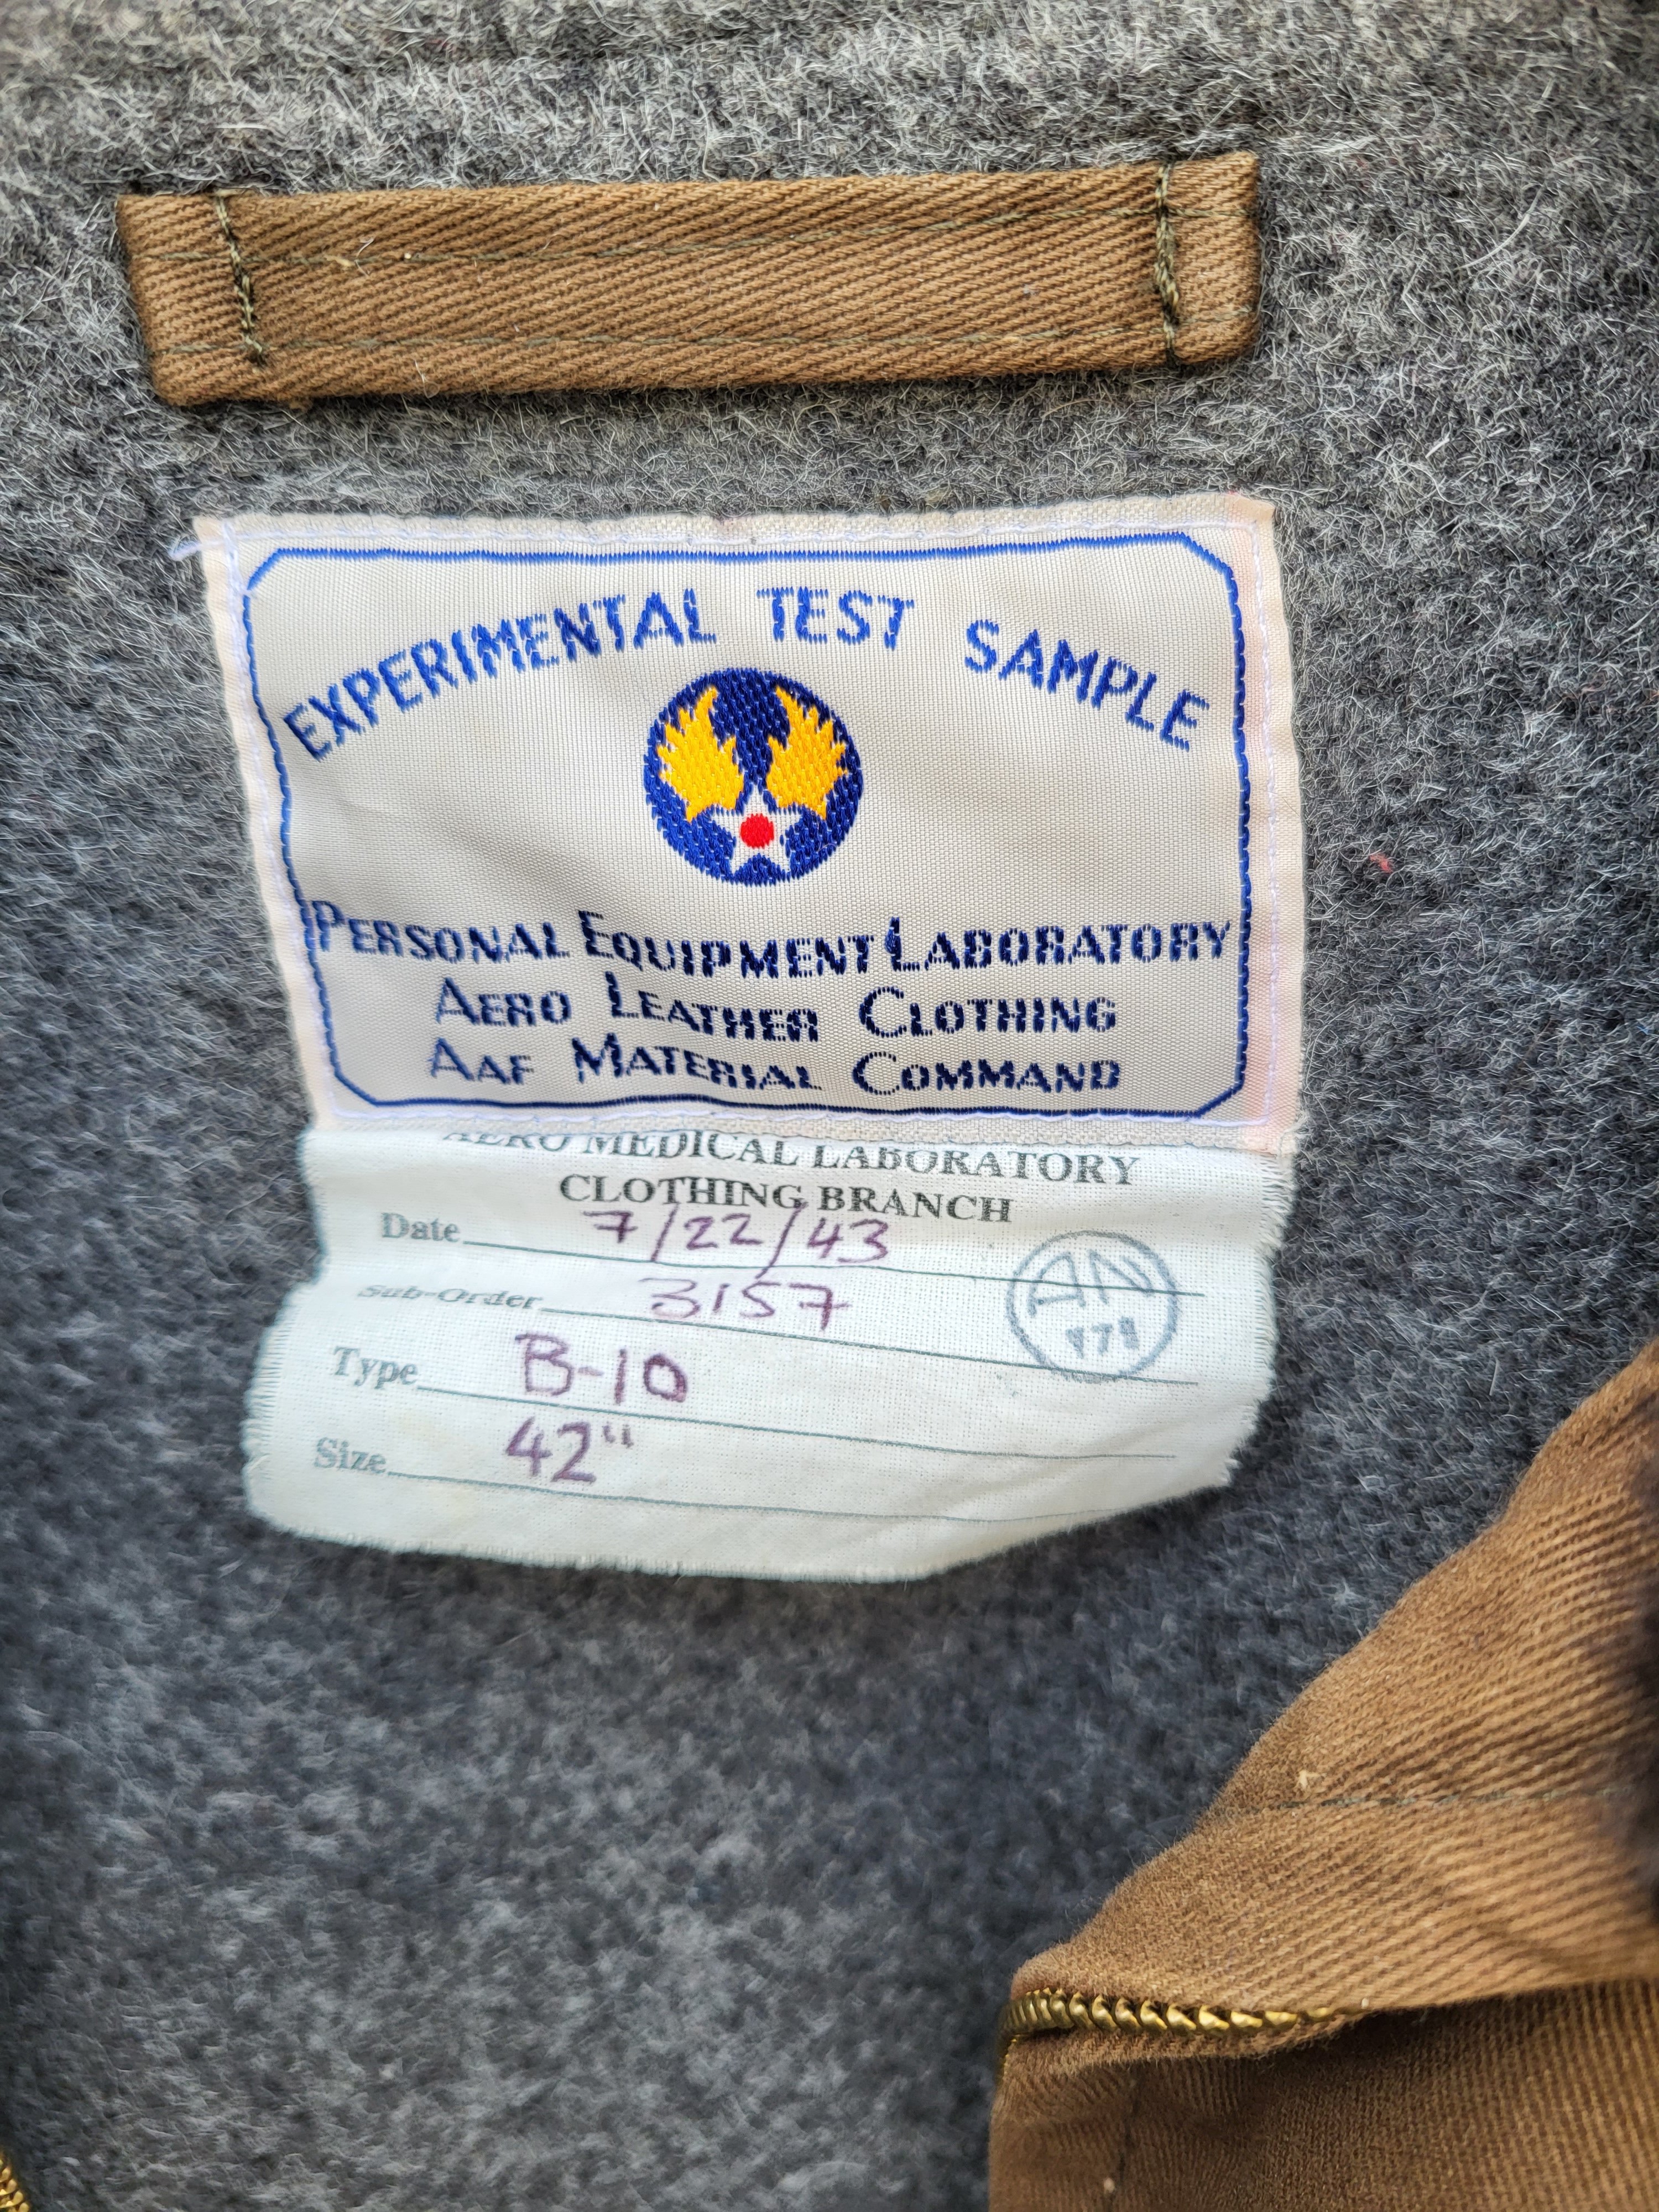 EXPERIMENTAL TEST SAMPLE
PERSONAL EQUIPMENT LABORATORY
AERO LEATHER CLOTHING
AAF MATERIAL COMMAND
AERO MEDICAL LABORATORY
CLOTHING BRANCH
Date 7/22/43
Sub-Order 3157
AN
Type B-10
Size 42"